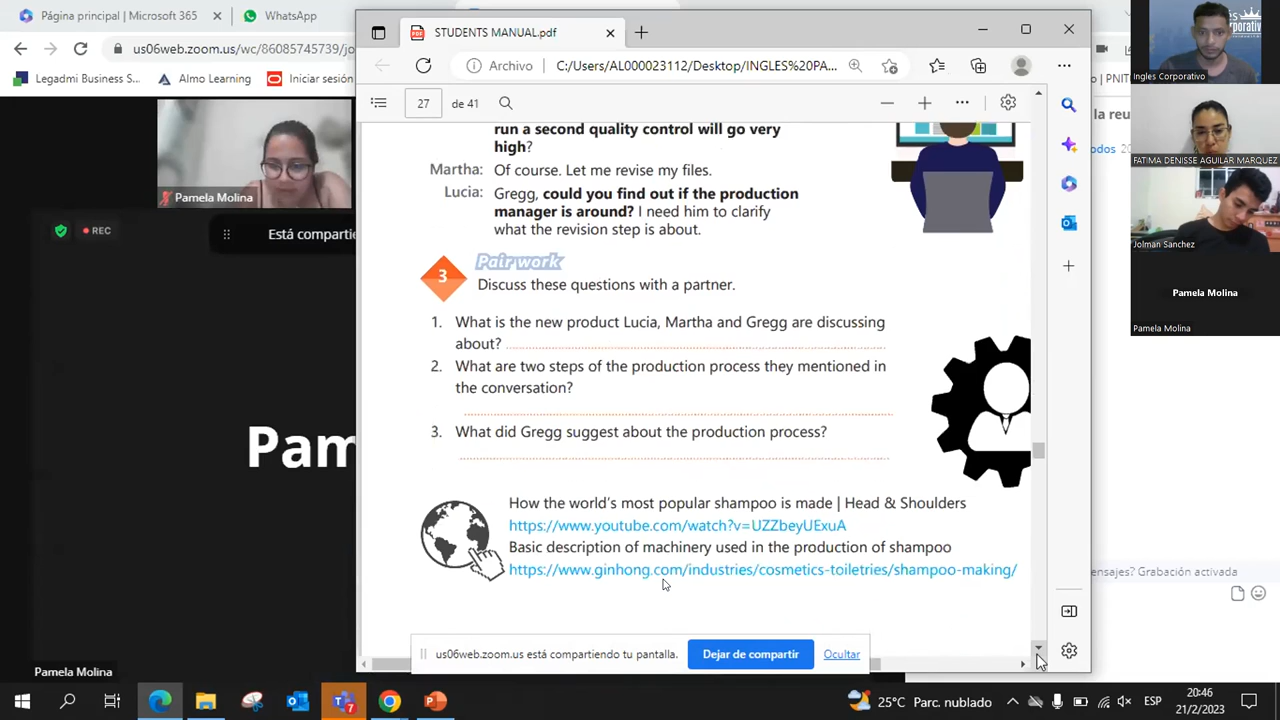 Página principal | Microsoft 365
WhatsApp
us06web.zoom.us/wc/86085745739/jo
Legadmi Business S...
Almo Learning
Iniciar sesión
STUDENTS MANUAL.pdf
Archivo
C:/Users/AL000023112/Desktop/INGLES%20PA...
27
de 41
run a second quality control will go very
high?
Martha: Of course. Let me revise my files.
Lucia: Gregg, could you find out if the production
manager is around? I need him to clarify
what the revision step is about.
3
Pair work
Discuss these questions with a partner.
1. What is the new product Lucia, Martha and Gregg are discussing
about?
2. What are two steps of the production process they mentioned in
the conversation?
3. What did Gregg suggest about the production process?
How the world's most popular shampoo is made | Head & Shoulders
https://www.youtube.com/watch?v=UZZbeyUExuA
Basic description of machinery used in the production of shampoo
https://www.ginhong.com/industries/cosmetics-toiletries/shampoo-making/
us06web.zoom.us está compartiendo tu pantalla.
Dejar de compartir
Ocultar
Pamela Molina
REC
Está compartie
Pam
Pamela Molina
Ingles Corporativo
FATIMA DENISSE AGUILAR MARQUEZ
Jolman Sanchez
Pamela Molina
Pamela Molina
| PNIT
la reu
odos
ensajes? Grabación activada
25°C Parc. nublado
ESP
20:46
21/2/2023